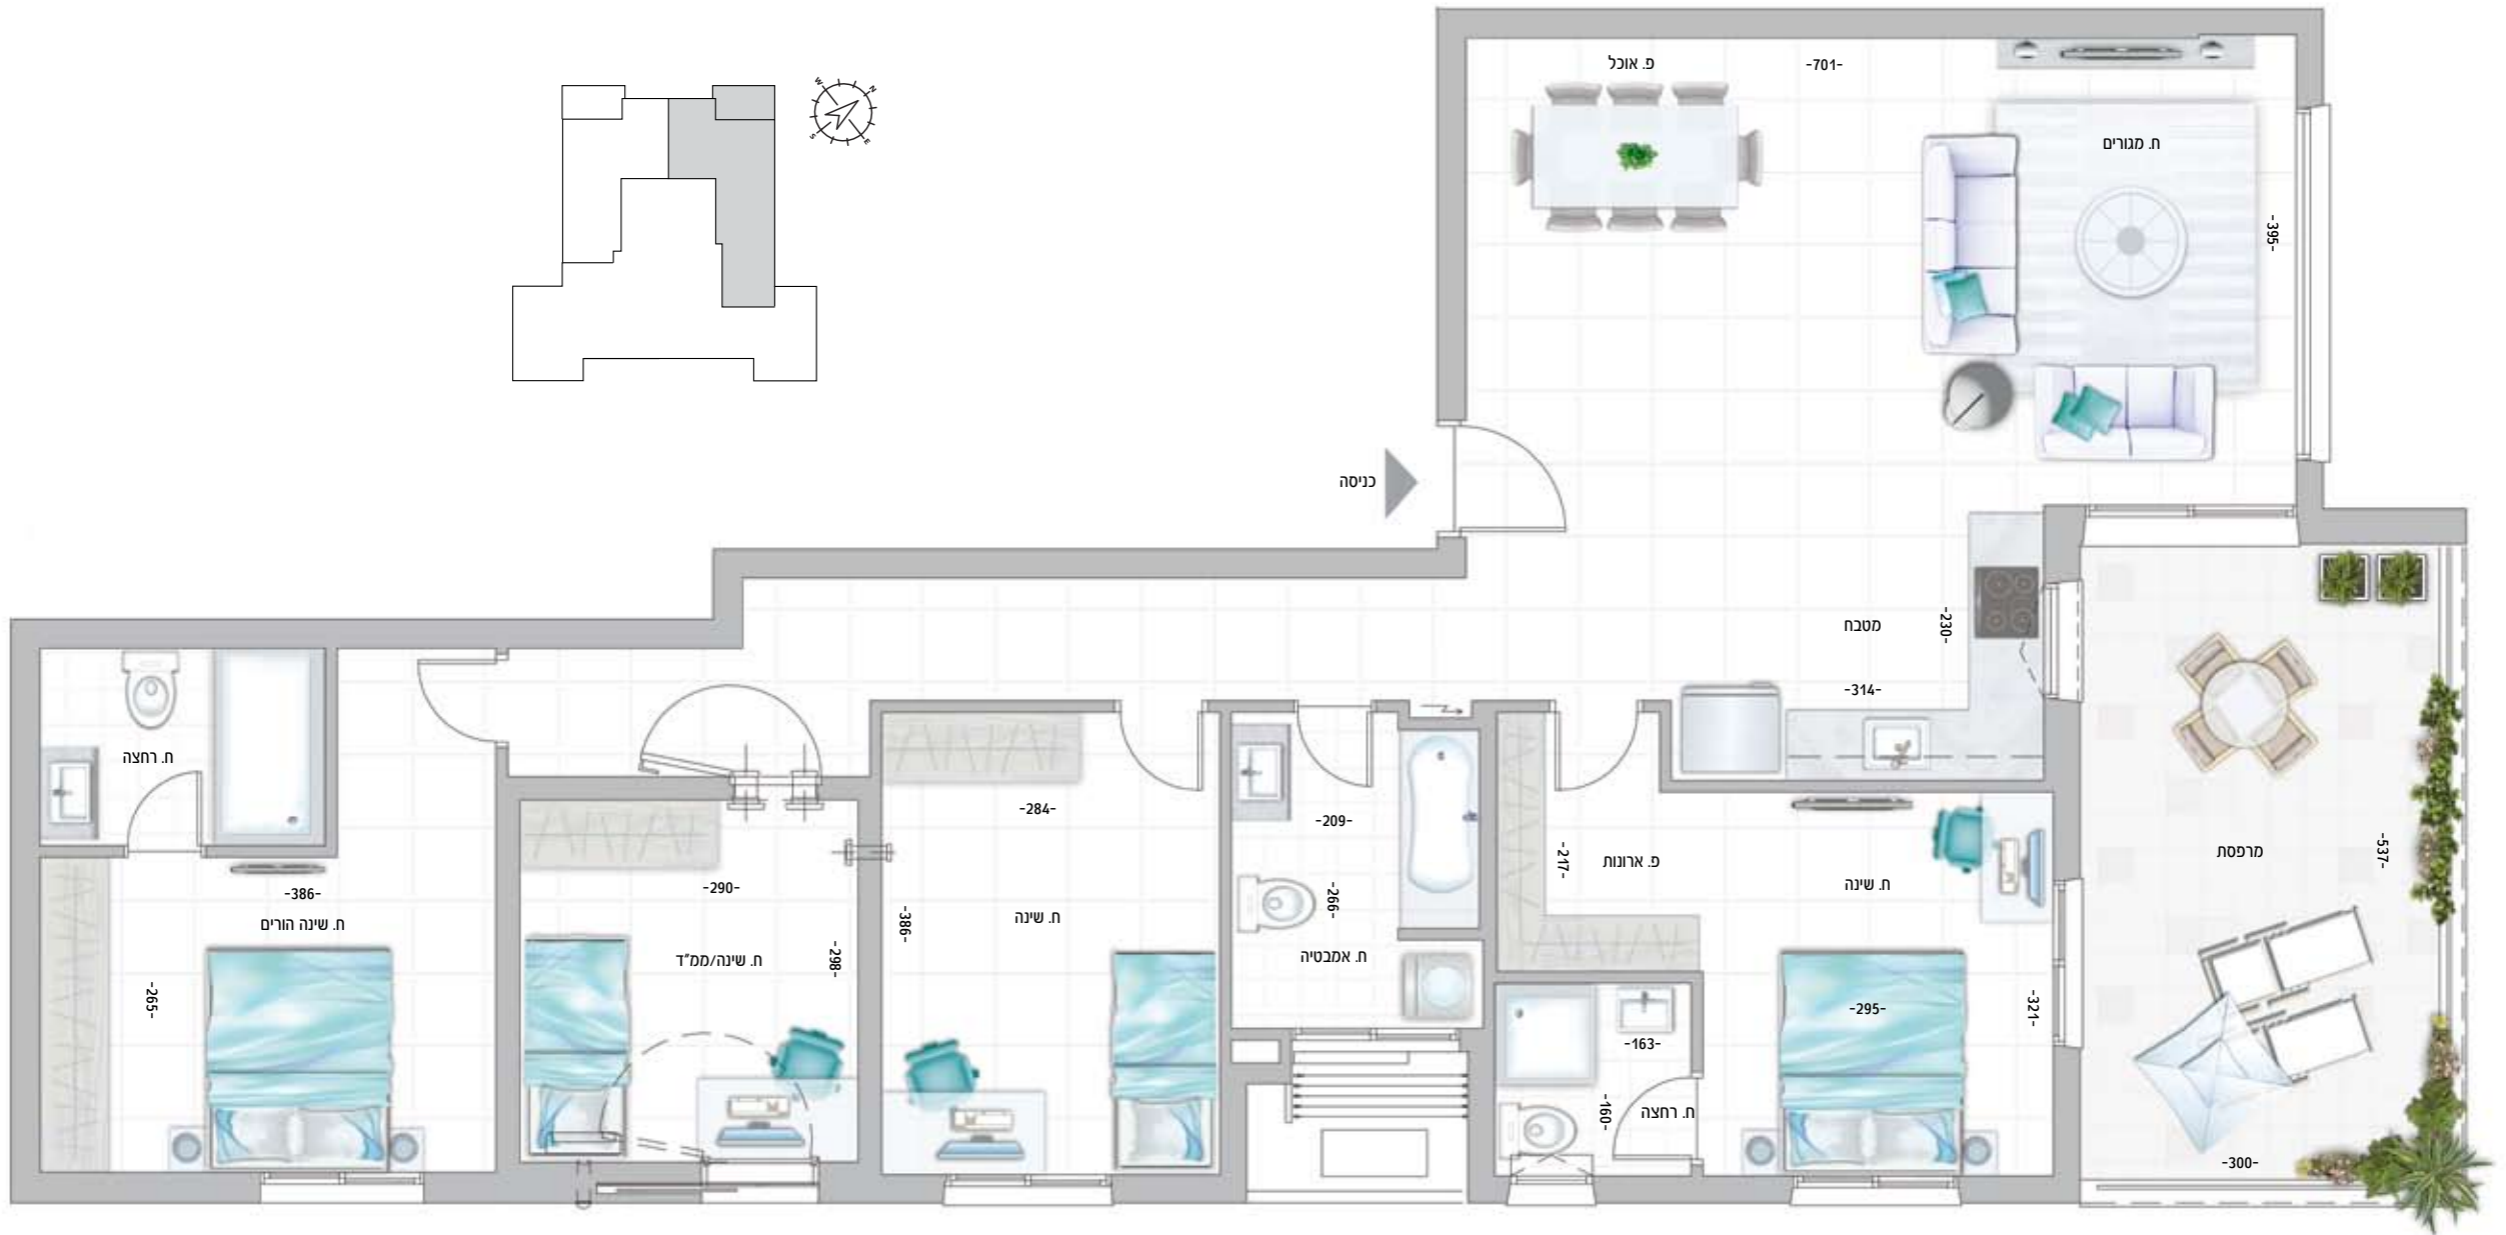 W
N
S
E
פ. אוכל
-701-
ח. מגורים
-395-
כניסה
מטבח
-230-
-314-
ח. רחצה
-386-
ח. שינה הורים
-265-
-290-
ח. שינה/ממ"ד
-298-
-284-
-386-
ח. שינה
-209-
-266-
ח. אמבטיה
-217-
פ. ארונות
ח. שינה
-295-
-321-
-163-
-160-
ח. רחצה
מרפסת
-537-
-300-